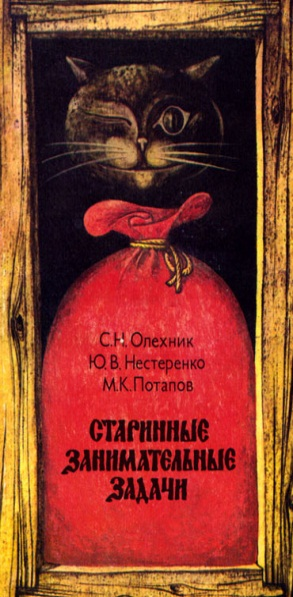 С.Н. Олехник
Ю.В. Нестеренко
М.К. Потапов
СТАРИННЫЕ
ЗАНИМАТЕЛЬНЫЕ
ЗАДАЧИ